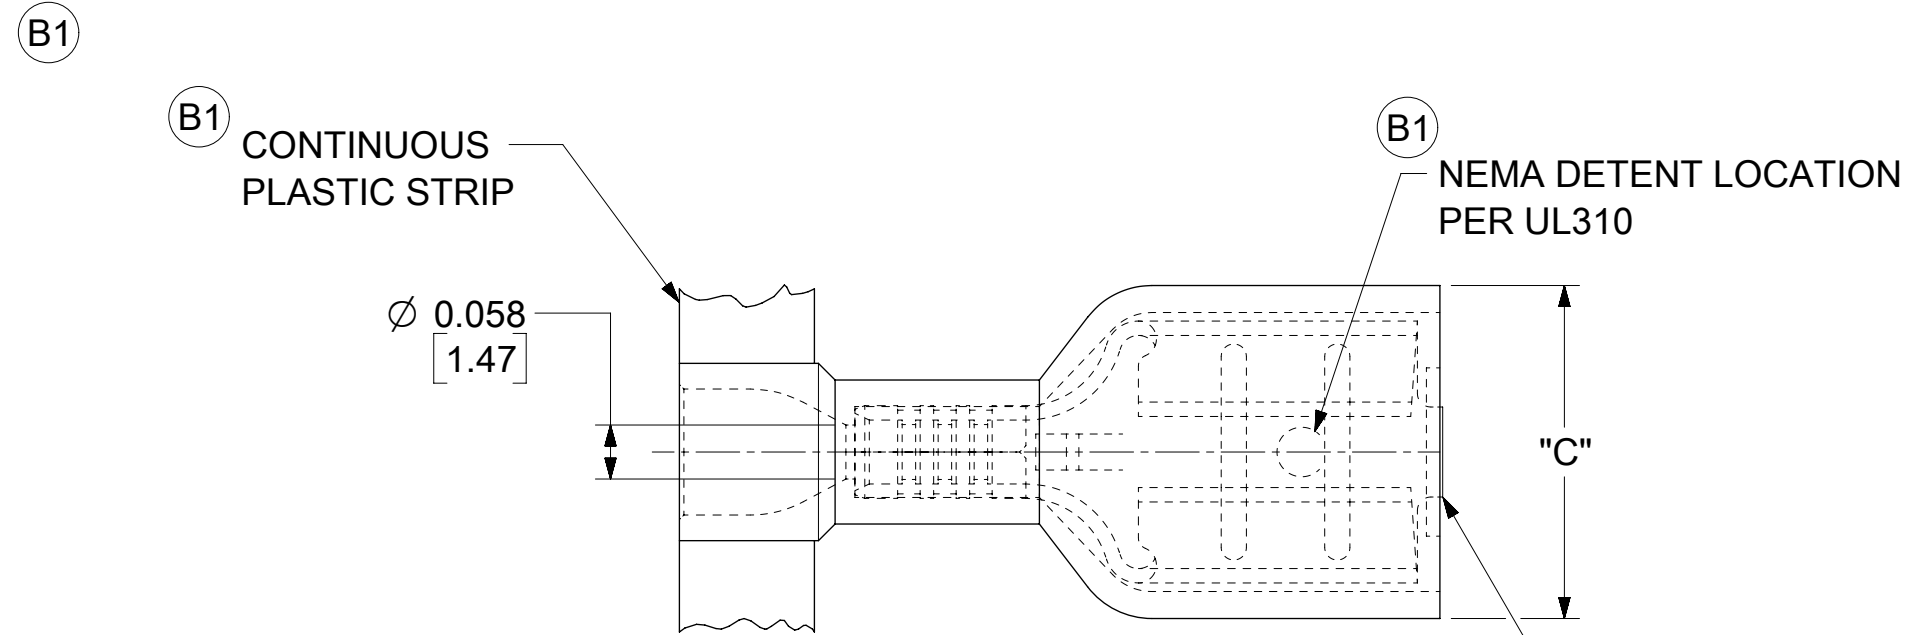 B1
B1
CONTINUOUS
PLASTIC STRIP
B1
NEMA DETENT LOCATION
PER UL310
Ø 0.058
[1.47]
"C"